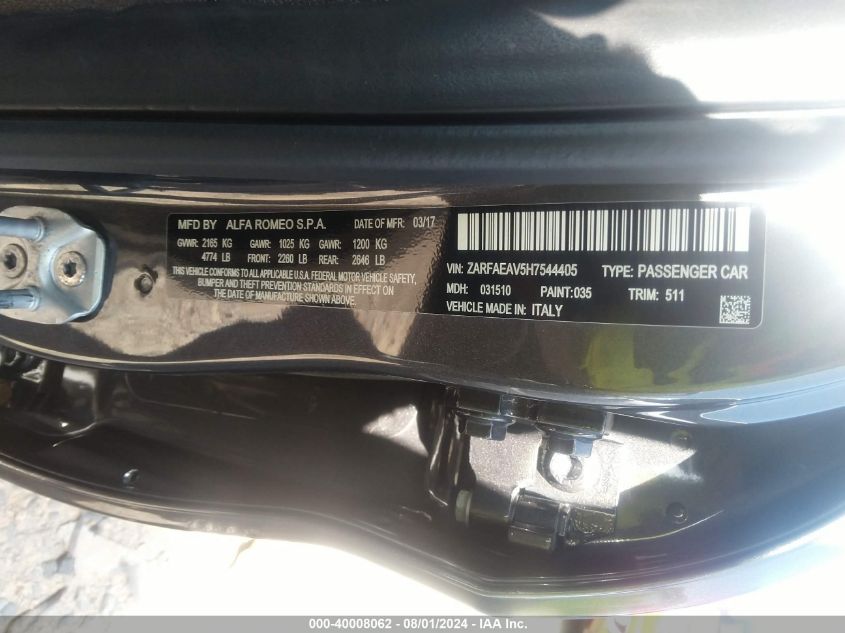 MFD BY ALFA ROMEO S.P.A. DATE OF MFR: 03/17
GVWR: 2165 KG GAWR: 1025 KG GAWR: 1200 KG
4774 LB FRONT: 2260 LB REAR: 2646 LB
THIS VEHICLE CONFORMS TO ALL U.S.A. FEDERAL MOTOR VEHICLE SAFETY,
BUMPER AND THEFT PREVENTION STANDARDS IN EFFECT ON
THE DATE OF MANUFACTURE SHOWN ABOVE.
VIN: ZARFAEAV5H7544405 TYPE: PASSENGER CAR
MDH: 031510 PAINT:035 TRIM: 511
VEHICLE MADE IN: ITALY
000-40008062 - 08/01/2024 - IAA Inc.